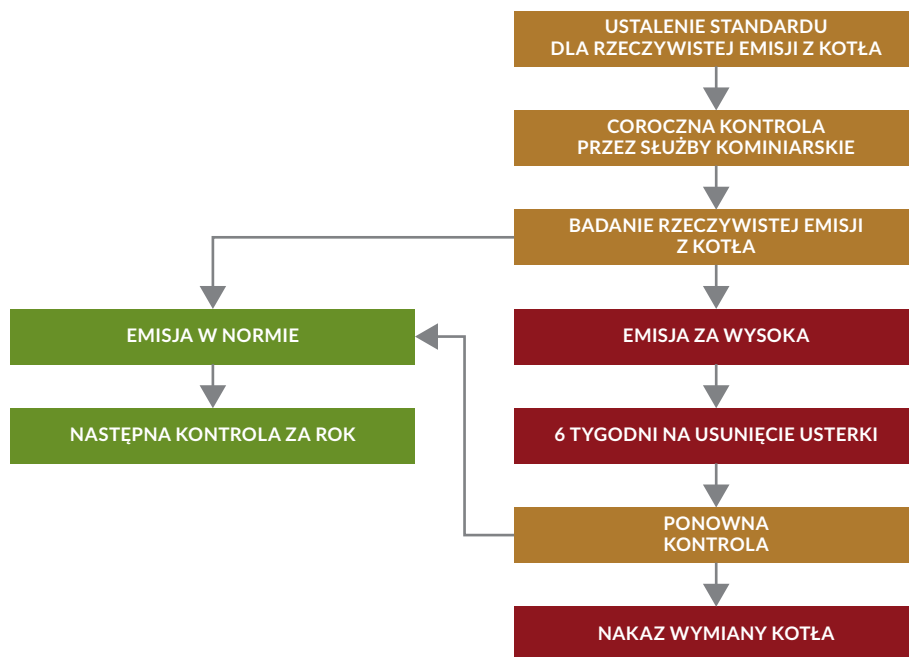 USTALENIE STANDARDU
DLA RZECZYWISTEJ EMISJI Z KOTŁA
COROCZNA KONTROLA
PRZEZ SŁUŻBY KOMINIARSKIE
BADANIE RZECZYWISTEJ EMISJI
Z KOTŁA
EMISJA W NORMIE
EMISJA ZA WYSOKA
NASTĘPNA KONTROLA ZA ROK
6 TYGODNI NA USUNIĘCIE USTERKI
PONOWNA
KONTROLA
NAKAZ WYMIANY KOTŁA